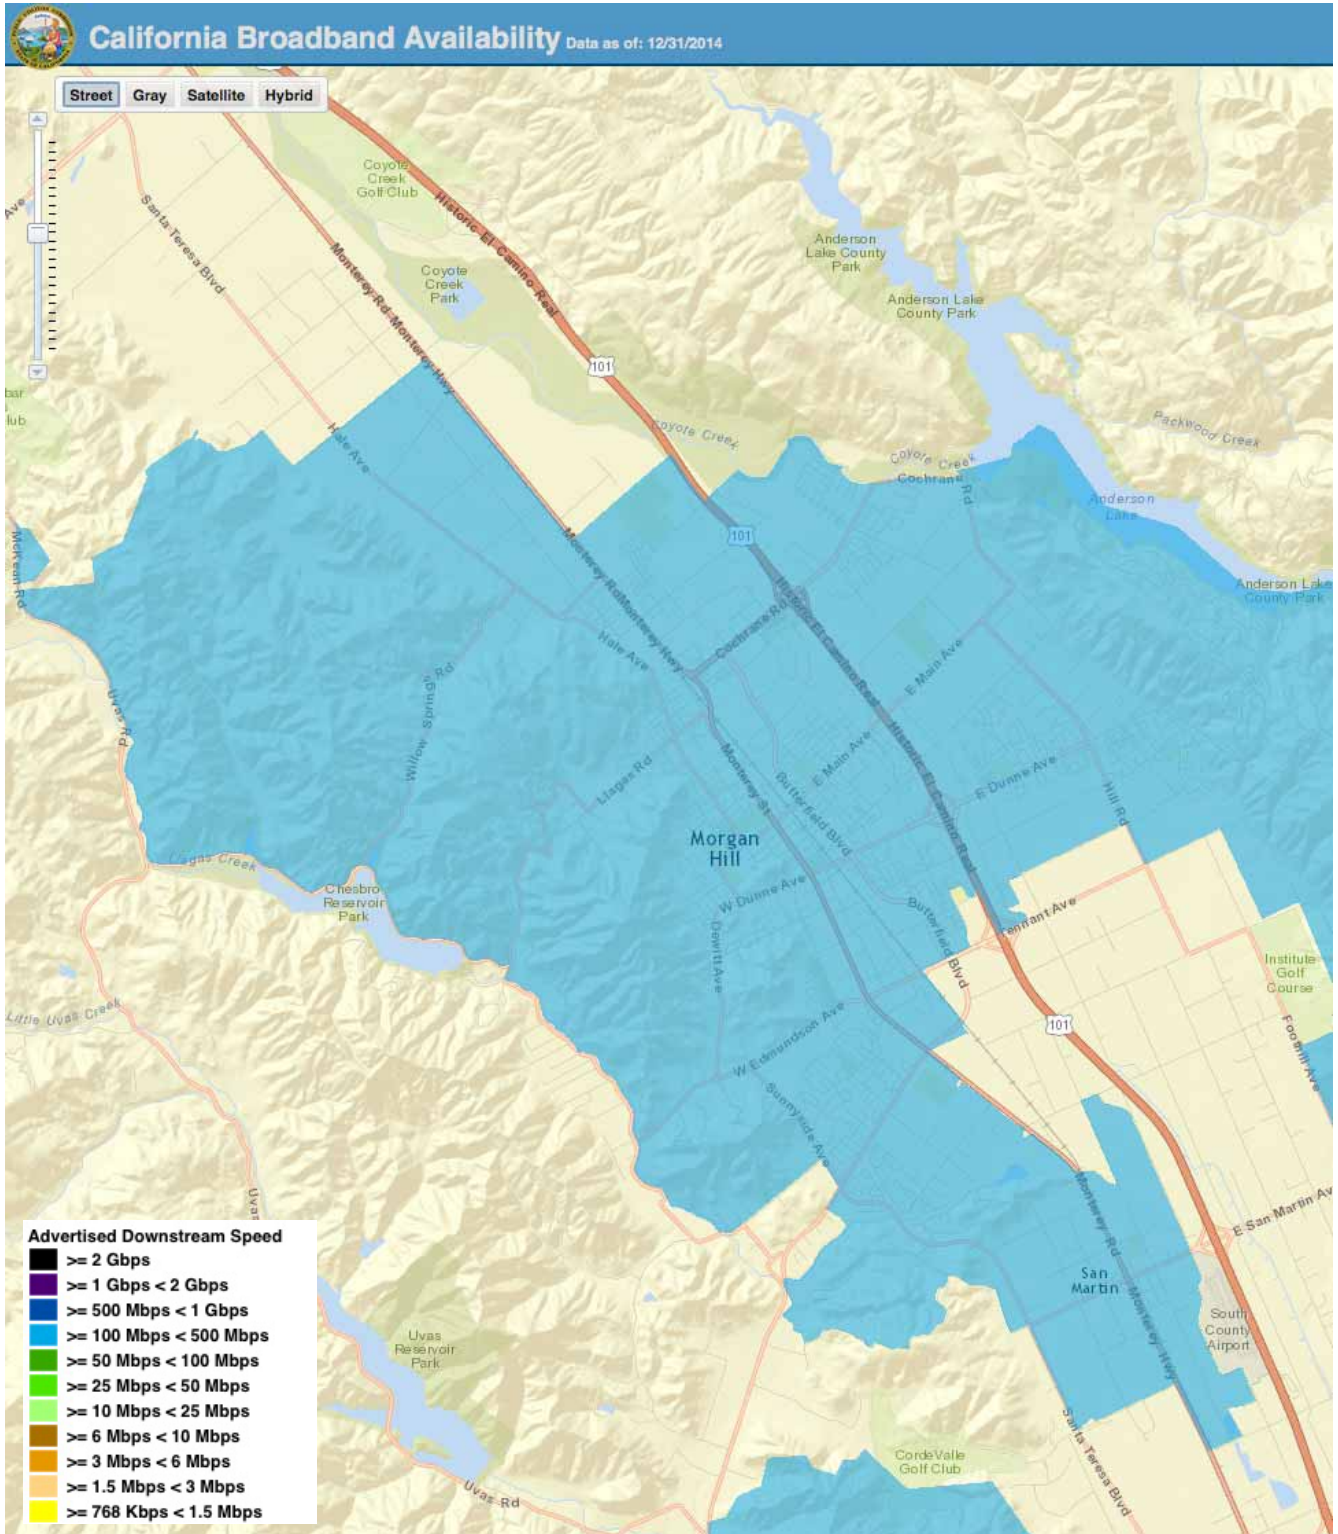 California Broadband Availability Data as of: 12/31/2014
Street Gray Satellite Hybrid
Coyote
Creek
Golf Club
Ave
Santa Teresa Blvd
Historic El Camino Real
Monterey Rd Monterey Hwy
Coyote
Creek
Park
Anderson
Lake County
Park
Anderson Lake
County Park
101
bar
lub
Hale Ave
Coyote Creek
Packwood Creek
Coyote Creek
Cochrane Rd
Anderson
Lake
101
McKean Rd
Monterey Rd Monterey Hwy
Anderson Lake
County Park
Historic El Camino Real
Cochrane Rd
Hale Ave
E Main Ave
Willow Springs Rd
Uvas Rd
Historic El Camino Real
E Main Ave
Monterey St
Llagas Rd
Butterfield Blvd
E Dunne Ave
Hill Rd
Morgan
Hill
Llagas Creek
Chesbro
Reservoir
Park
W Dunne Ave
Butterfield Blvd
Tennant Ave
Dewitt Ave
Institute
Golf
Course
Little Uvas Creek
101
W Edmundson Ave
Foothill Ave
Sunnyside Ave
Uvas
Monterey Rd
E San Martin Av
San
Martin
Monterey Hwy
South
County
Airport
Uvas
Reservoir
Park
Santa Teresa Blvd
CordeValle
Golf Club
Uvas Rd
Advertised Downstream Speed
>= 2 Gbps
>= 1 Gbps < 2 Gbps
>= 500 Mbps < 1 Gbps
>= 100 Mbps < 500 Mbps
>= 50 Mbps < 100 Mbps
>= 25 Mbps < 50 Mbps
>= 10 Mbps < 25 Mbps
>= 6 Mbps < 10 Mbps
>= 3 Mbps < 6 Mbps
>= 1.5 Mbps < 3 Mbps
>= 768 Kbps < 1.5 Mbps